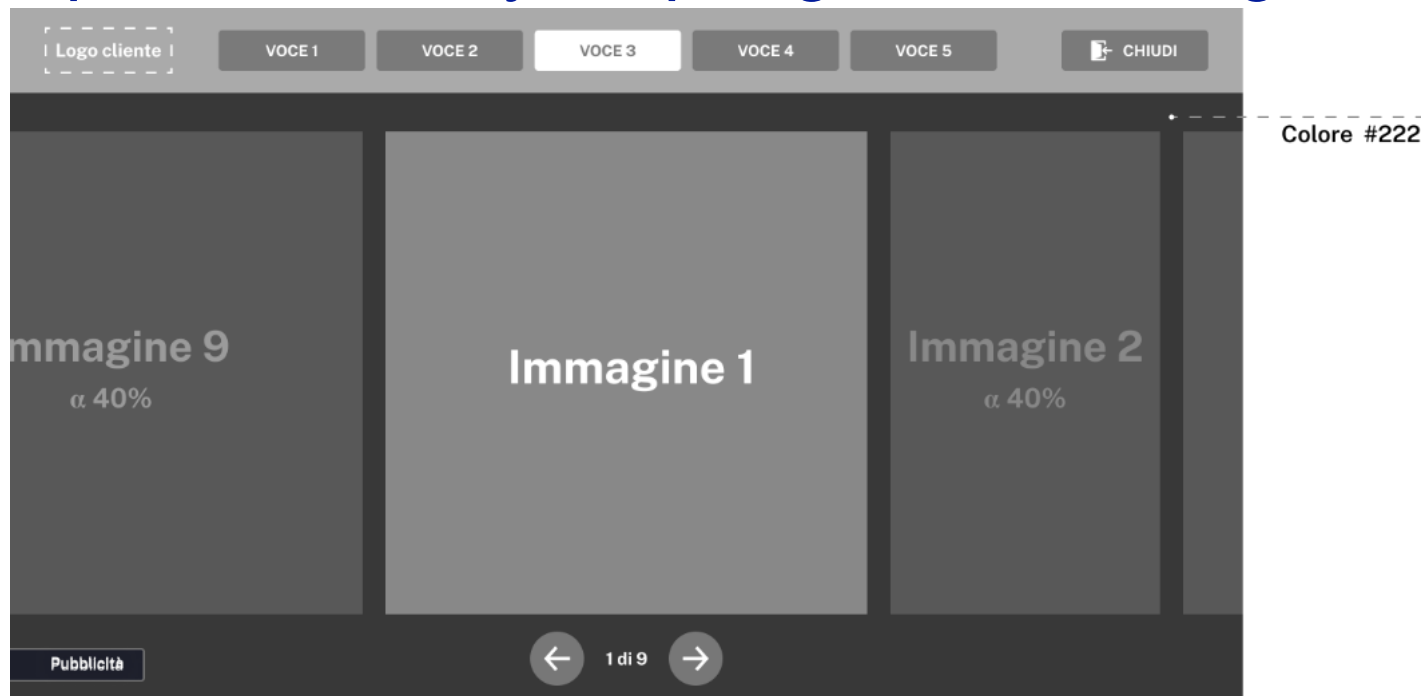 Logo cliente
VOCE 1
VOCE 2
VOCE 3
VOCE 4
VOCE 5
CHIUDI
Colore #222
mmagine 9
α 40%
Immagine 1
Immagine 2
α 40%
Pubblicità
1 di 9